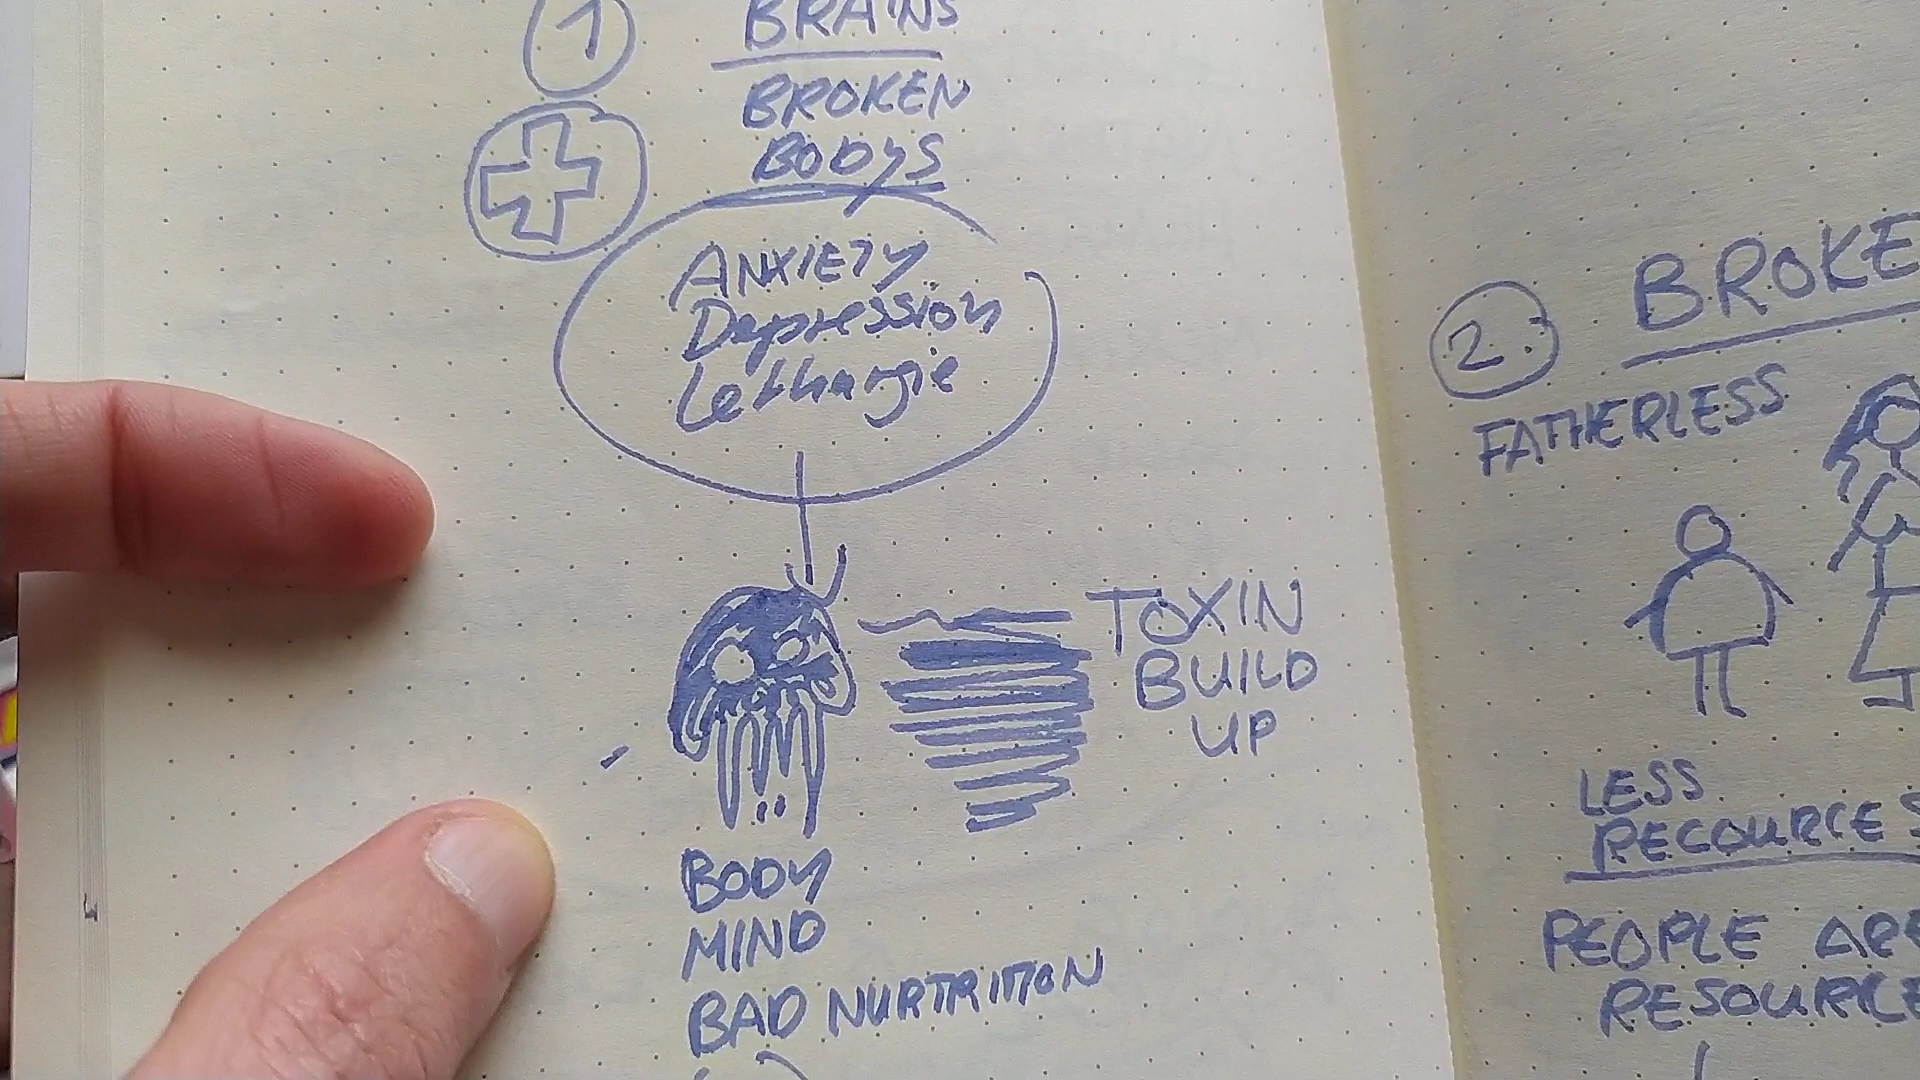 1
BRAINS
BROKEN
BODYS
ANXIETY
Depression
Lethargie
TOXIN
BUILD
UP
BODY
MIND
BAD NURTRITION
2.
BROKE
FATHERLESS
LESS
RECOURCES
PEOPLE ARE
RESOURCE